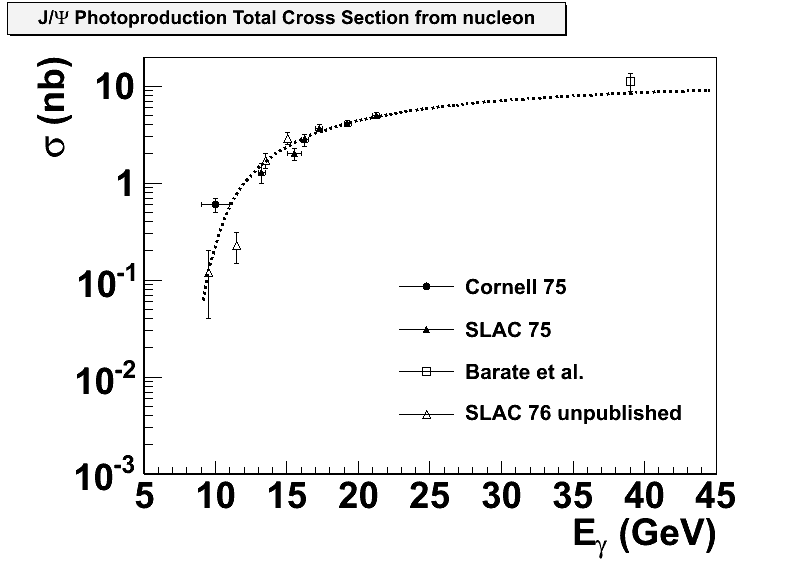 J/Ψ Photoproduction Total Cross Section from nucleon
σ (nb)
10
1
10⁻¹
10⁻²
10⁻³
Cornell 75
SLAC 75
Barate et al.
SLAC 76 unpublished
5 10 15 20 25 30 35 40 45
Eᵧ (GeV)